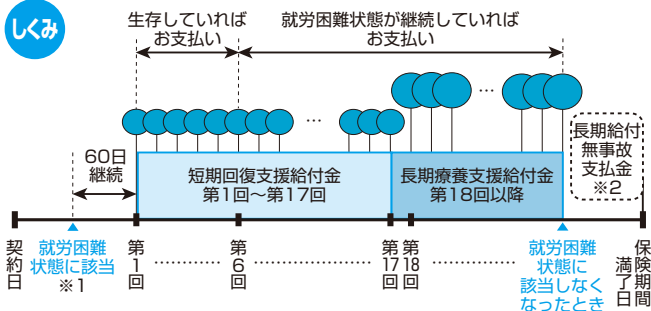 しくみ
生存していれば
お支払い
就労困難状態が継続していれば
お支払い
…
…
60日
継続
短期回復支援給付金
第1回~第17回
長期療養支援給付金
第18回以降
長期給付
無事故
支払金
※2
契約日
就労困難
状態に該当
※1
第1回
…………
第6回
……………………
第17回
第18回
…………
就労困難
状態に
該当しなく
なったとき
保険期間
満了日